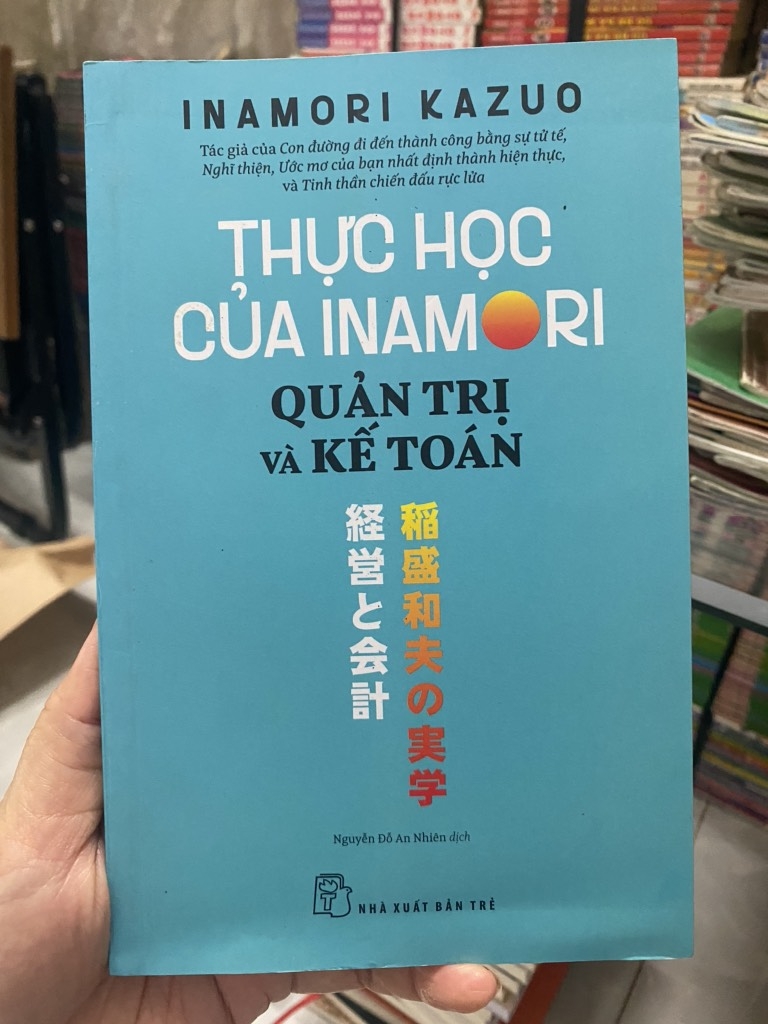 INAMORI KAZUO
Tác giả của Con đường đi đến thành công bằng sự tử tế,
Nghĩ thiện, Ước mơ của bạn nhất định thành hiện thực,
và Tinh thần chiến đấu rực lửa
THỰC HỌC
CỦA INAMORI
QUẢN TRỊ
VÀ KẾ TOÁN
稲盛和夫の実学
経営と会計
Nguyễn Đỗ An Nhiên dịch
NHÀ XUẤT BẢN TRẺ